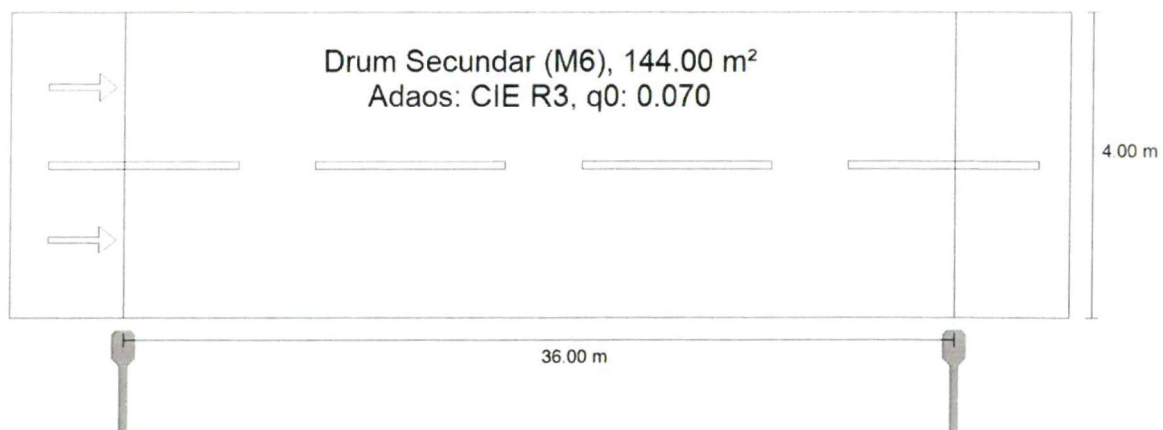 Drum Secundar (M6), 144.00 m²
Adaos: CIE R3, q0: 0.070
4.00 m
36.00 m